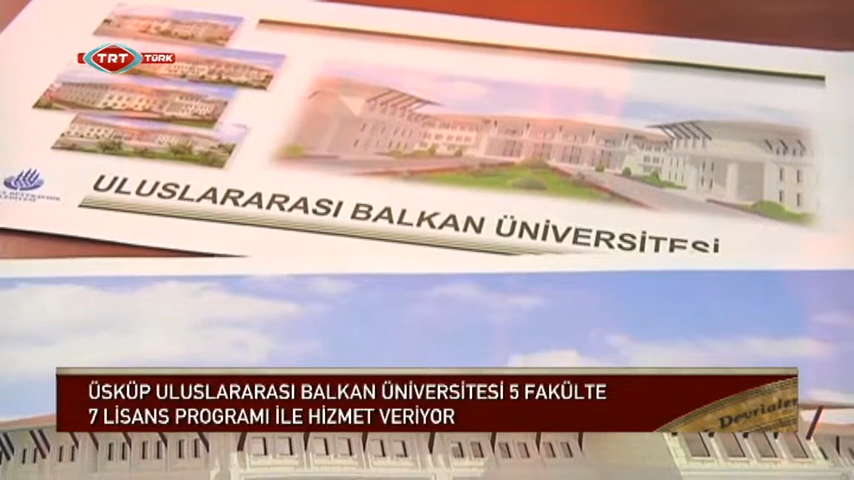 TRT TÜRK
ULUSLARARASI BALKAN ÜNİVERSİTESİ
ÜSKÜP ULUSLARARASI BALKAN ÜNİVERSİTESİ 5 FAKÜLTE
7 LİSANS PROGRAMI İLE HİZMET VERİYOR
Devrialem